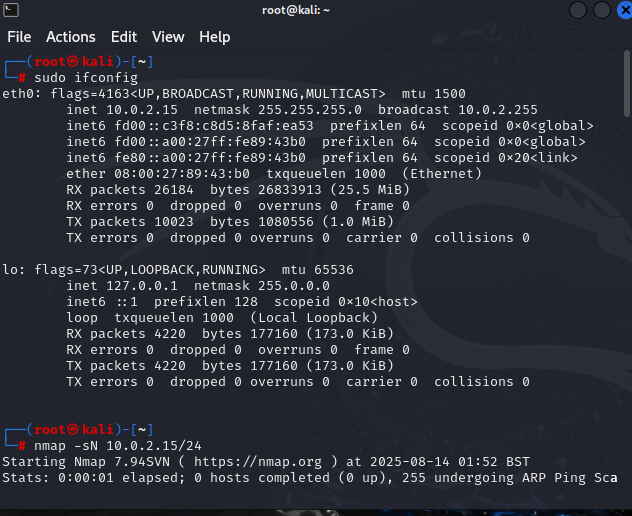 root@kali: ~
File Actions Edit View Help
┌──(root㉿kali)-[~]
└─# sudo ifconfig
eth0: flags=4163<UP,BROADCAST,RUNNING,MULTICAST>  mtu 1500
        inet 10.0.2.15  netmask 255.255.255.0  broadcast 10.0.2.255
        inet6 fd00::c3f8:c8d5:8faf:ea53  prefixlen 64  scopeid 0x0<global>
        inet6 fd00::a00:27ff:fe89:43b0  prefixlen 64  scopeid 0x0<global>
        inet6 fe80::a00:27ff:fe89:43b0  prefixlen 64  scopeid 0x20<link>
        ether 08:00:27:89:43:b0  txqueuelen 1000  (Ethernet)
        RX packets 26184  bytes 26833913 (25.5 MiB)
        RX errors 0  dropped 0  overruns 0  frame 0
        TX packets 10023  bytes 1080556 (1.0 MiB)
        TX errors 0  dropped 0 overruns 0  carrier 0  collisions 0
lo: flags=73<UP,LOOPBACK,RUNNING>  mtu 65536
        inet 127.0.0.1  netmask 255.0.0.0
        inet6 ::1  prefixlen 128  scopeid 0x10<host>
        loop  txqueuelen 1000  (Local Loopback)
        RX packets 4220  bytes 177160 (173.0 KiB)
        RX errors 0  dropped 0  overruns 0  frame 0
        TX packets 4220  bytes 177160 (173.0 KiB)
        TX errors 0  dropped 0 overruns 0  carrier 0  collisions 0
┌──(root㉿kali)-[~]
└─# nmap -sN 10.0.2.15/24
Starting Nmap 7.94SVN ( https://nmap.org ) at 2025-08-14 01:52 BST
Stats: 0:00:01 elapsed; 0 hosts completed (0 up), 255 undergoing ARP Ping Sca